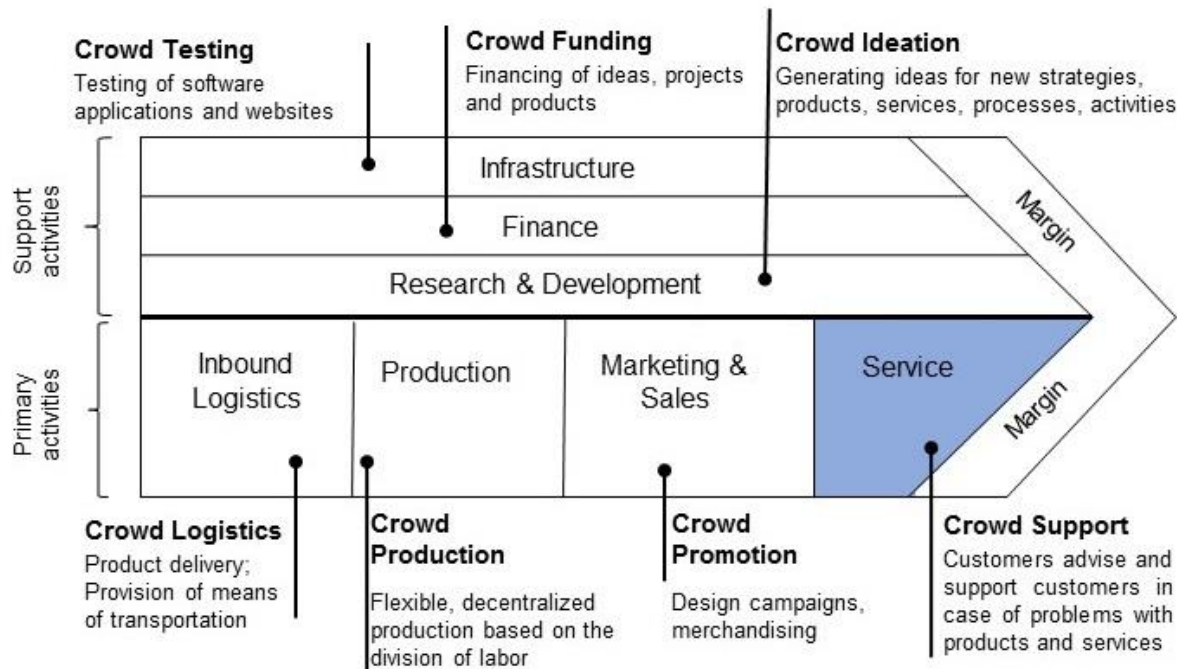 Crowd Testing
Testing of software
applications and websites
Crowd Funding
Financing of ideas, projects
and products
Crowd Ideation
Generating ideas for new strategies,
products, services, processes, activities
Support
activities
Infrastructure
Finance
Research & Development
Margin
Primary
activities
Inbound
Logistics
Production
Marketing &
Sales
Service
Margin
Crowd Logistics
Product delivery;
Provision of means
of transportation
Crowd
Production
Flexible, decentralized
production based on the
division of labor
Crowd
Promotion
Design campaigns,
merchandising
Crowd Support
Customers advise and
support customers in
case of problems with
products and services